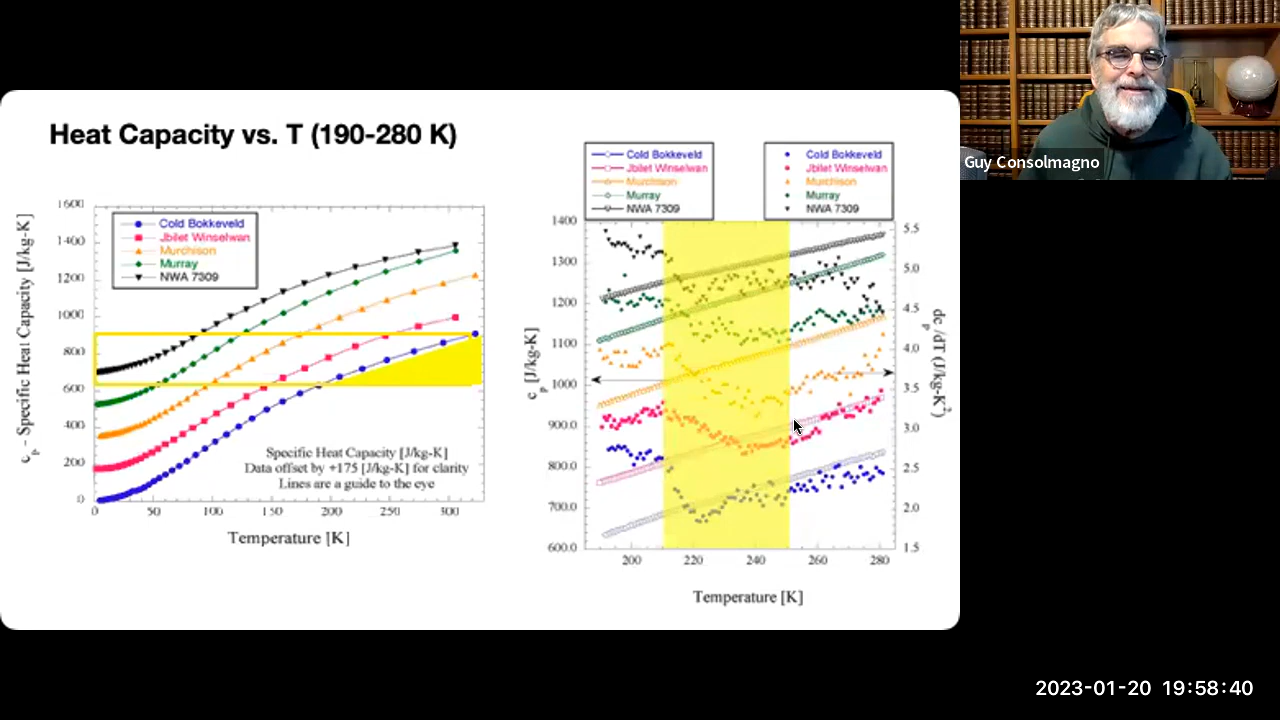 Heat Capacity vs. T (190-280 K)
Guy Consolmagno
Cold Bokkeveld
Jbilet Winselwan
Murchison
Murray
NWA 7309
1600
1400
1200
1000
800
600
400
200
0
cp – Specific Heat Capacity [J/kg-K]
Specific Heat Capacity [J/kg-K]
Data offset by +175 [J/kg-K] for clarity
Lines are a guide to the eye
0 50 100 150 200 250 300
Temperature [K]
Cold Bokkeveld
Jbilet Winselwan
Murchison
Murray
NWA 7309
Cold Bokkeveld
Jbilet Winselwan
Murchison
Murray
NWA 7309
1400
1300
1200
1100
1000
900.0
800.0
700.0
600.0
cp [J/kg-K]
5.5
5.0
4.5
4.0
3.5
3.0
2.5
2.0
1.5
dcp/dT (J/kg-K2)
200 220 240 260 280
Temperature [K]
2023-01-20 19:58:40